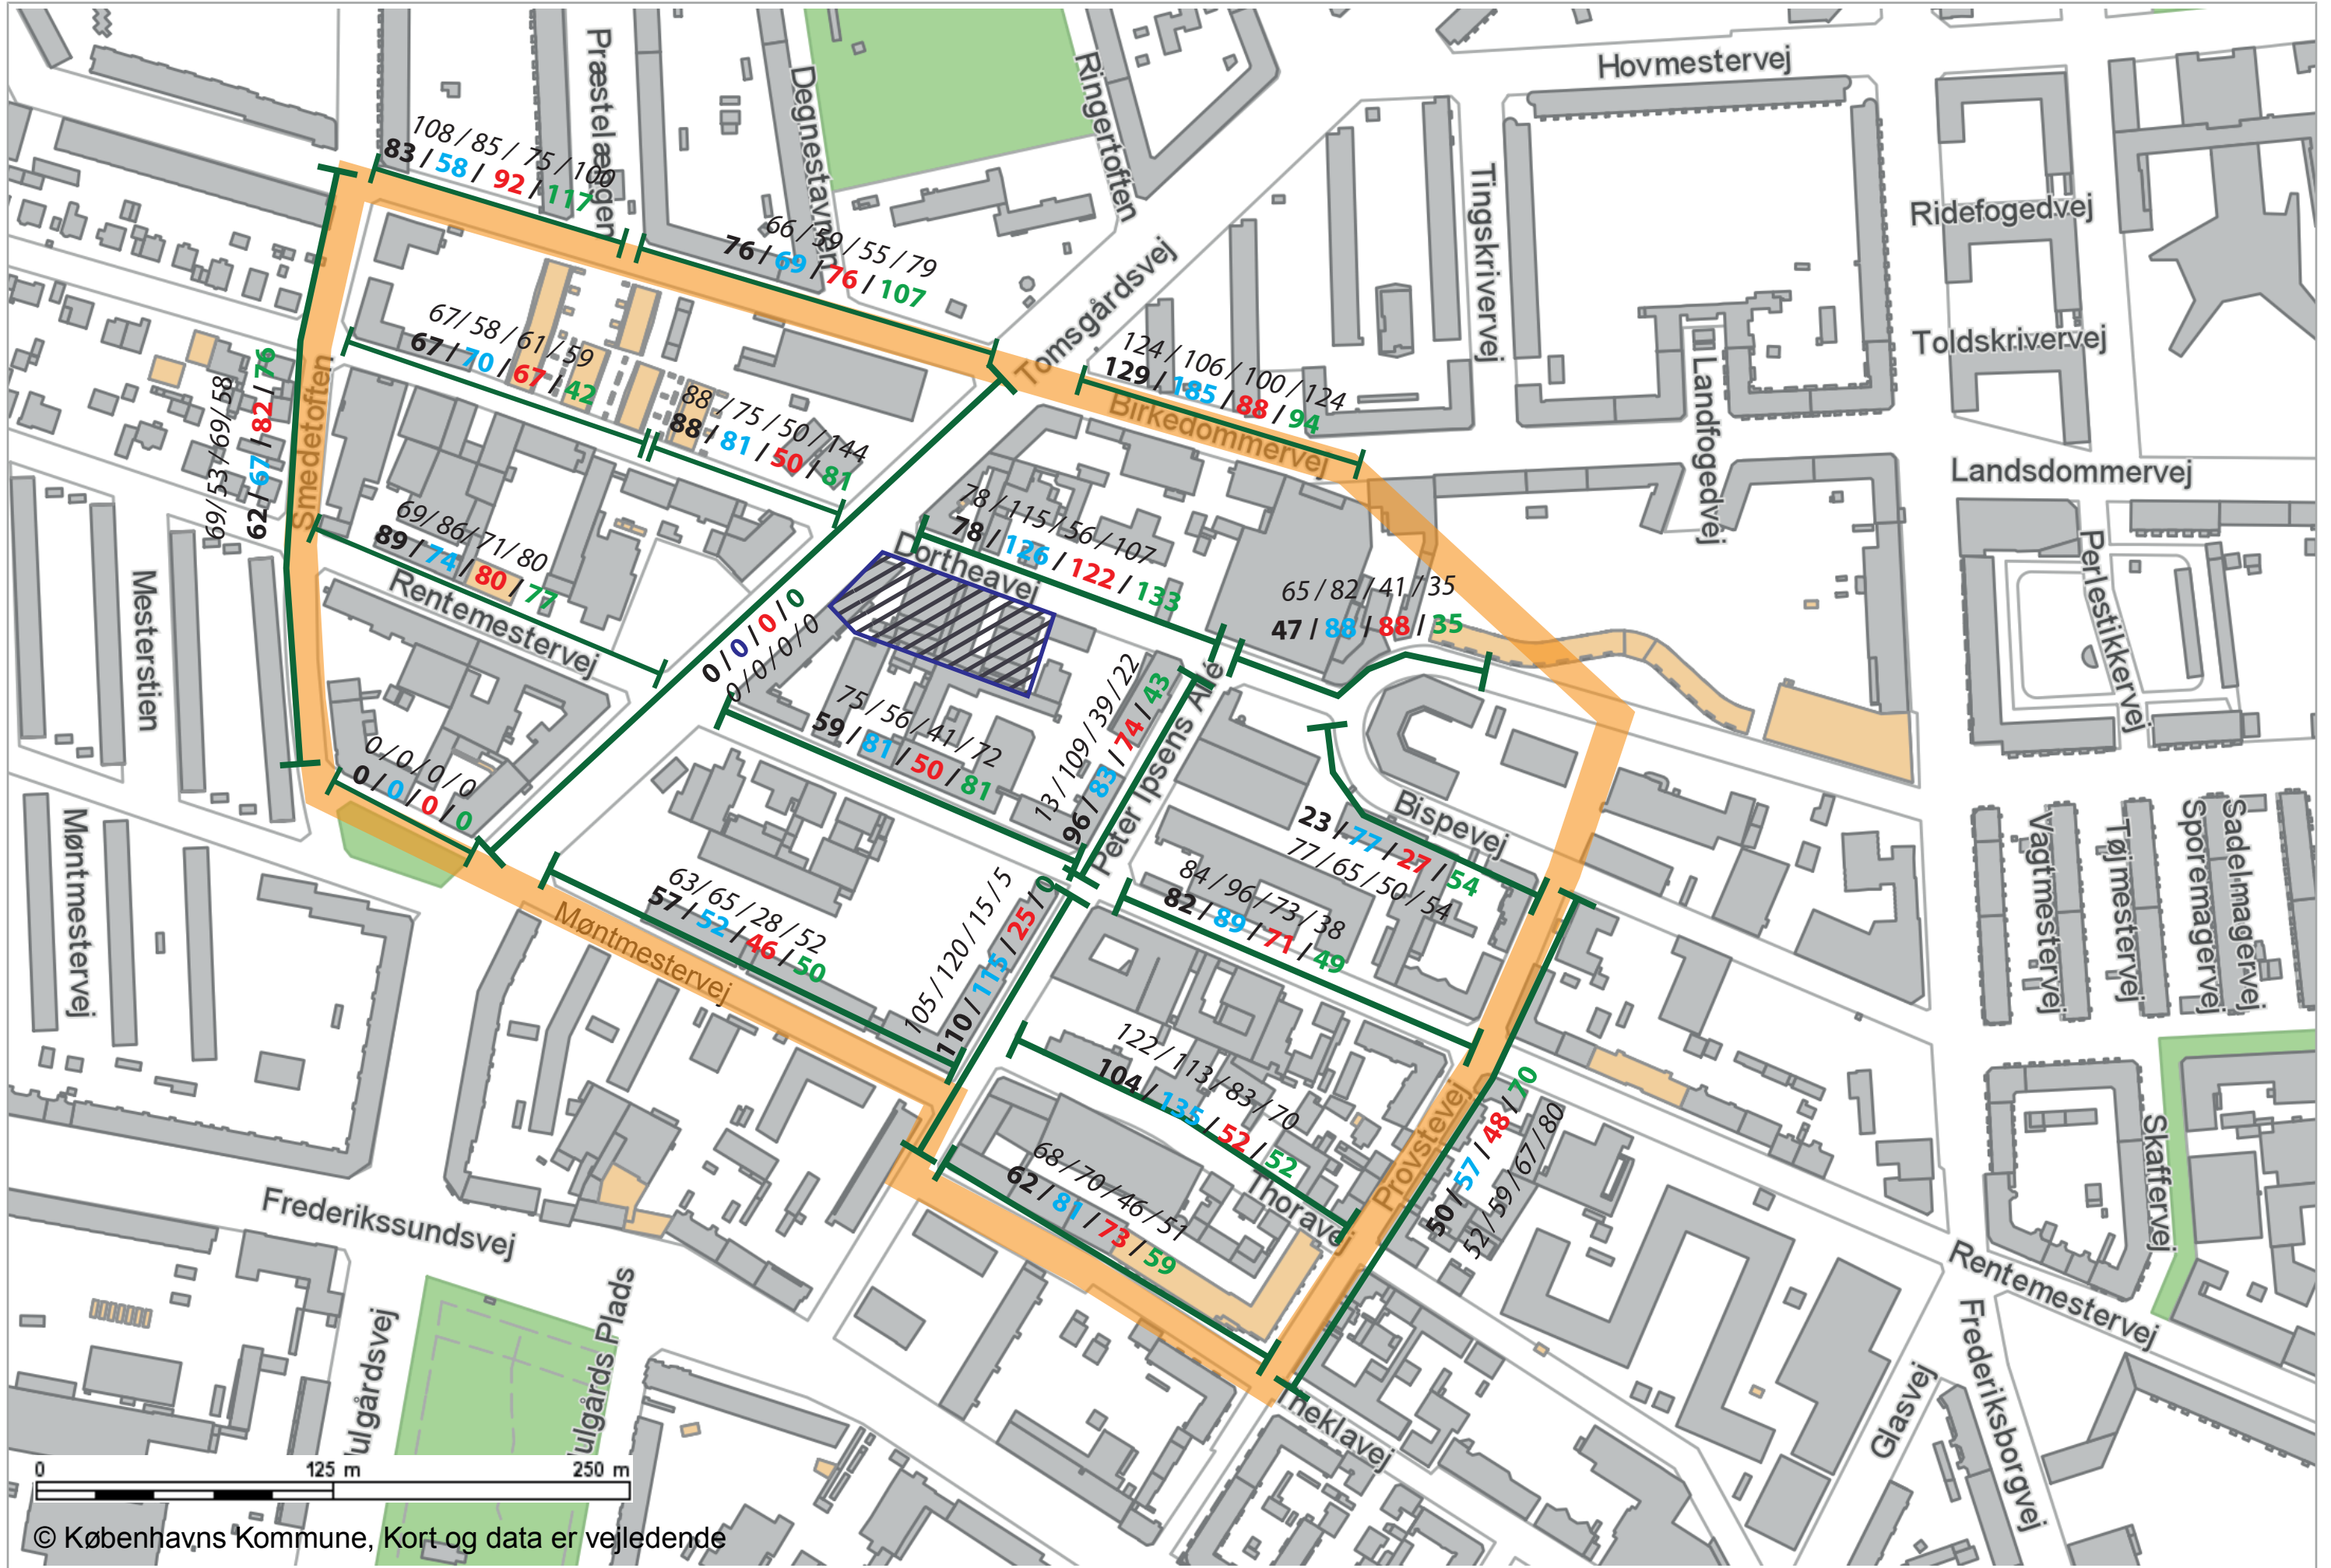 Hovmestervej
Præstelængen
Degnestavnen
Ringertoften
108 / 85 / 75 / 100
83 / 58 / 92 / 117
66 / 59 / 55 / 79
76 / 69 / 76 / 107
Tingskrivervej
Ridefogedvej
Tomsgårdsvej
67 / 58 / 61 / 59
67 / 70 / 67 / 42
124 / 106 / 100 / 124
129 / 185 / 88 / 94
Toldskrivervej
Birkedommervej
Landfogedvej
88 / 75 / 50 / 144
88 / 81 / 50 / 81
Smedetoften
69 / 53 / 69 / 58
62 / 67 / 82 / 76
Landsdommervej
69 / 86 / 71 / 80
89 / 74 / 80 / 77
78 / 115 / 56 / 107
78 / 126 / 122 / 133
Dortheavej
Perlestikkervej
Mesterstien
Rentemestervej
0 / 0 / 0 / 0
0 / 0 / 0 / 0
65 / 82 / 41 / 35
47 / 88 / 88 / 35
75 / 56 / 41 / 72
59 / 81 / 50 / 81
13 / 109 / 39 / 22
96 / 83 / 74 / 43
Peter Ipsens Allé
0 / 0 / 0 / 0
0 / 0 / 0 / 0
Bispevej
23 / 77 / 27 / 54
77 / 65 / 50 / 54
Møntmestervej
Vagtmestervej
Tøjmestervej
Sporemagervej
Sadelmagervej
84 / 96 / 73 / 38
82 / 89 / 71 / 49
63 / 65 / 28 / 52
57 / 52 / 46 / 50
Møntmestervej
105 / 120 / 15 / 5
110 / 115 / 25 / 0
122 / 113 / 83 / 70
104 / 135 / 52 / 52
Provstevej
50 / 57 / 48 / 70
52 / 59 / 67 / 80
68 / 70 / 46 / 51
62 / 81 / 73 / 59
Thoravej
Skaffervej
Frederikssundsvej
Rentemestervej
Frederiksborgvej
Glasvej
ulgårdsvej
ulgårds Plads
Theklavej
0 125 m 250 m
© Københavns Kommune, Kort og data er vejledende